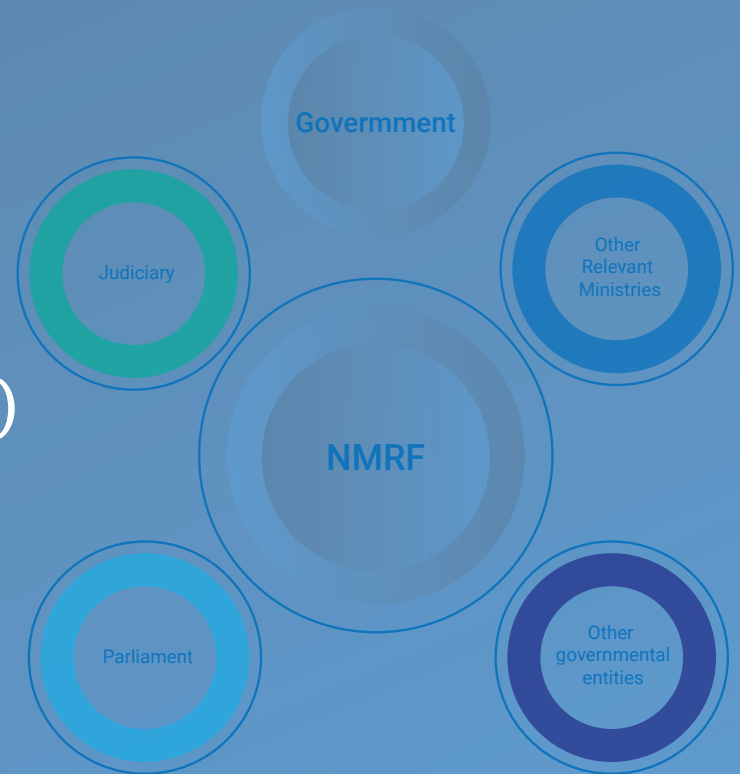 Govermment
Judiciary
Other
Relevant
Ministries
)
NMRF
Parliament
Other
governmental
entities